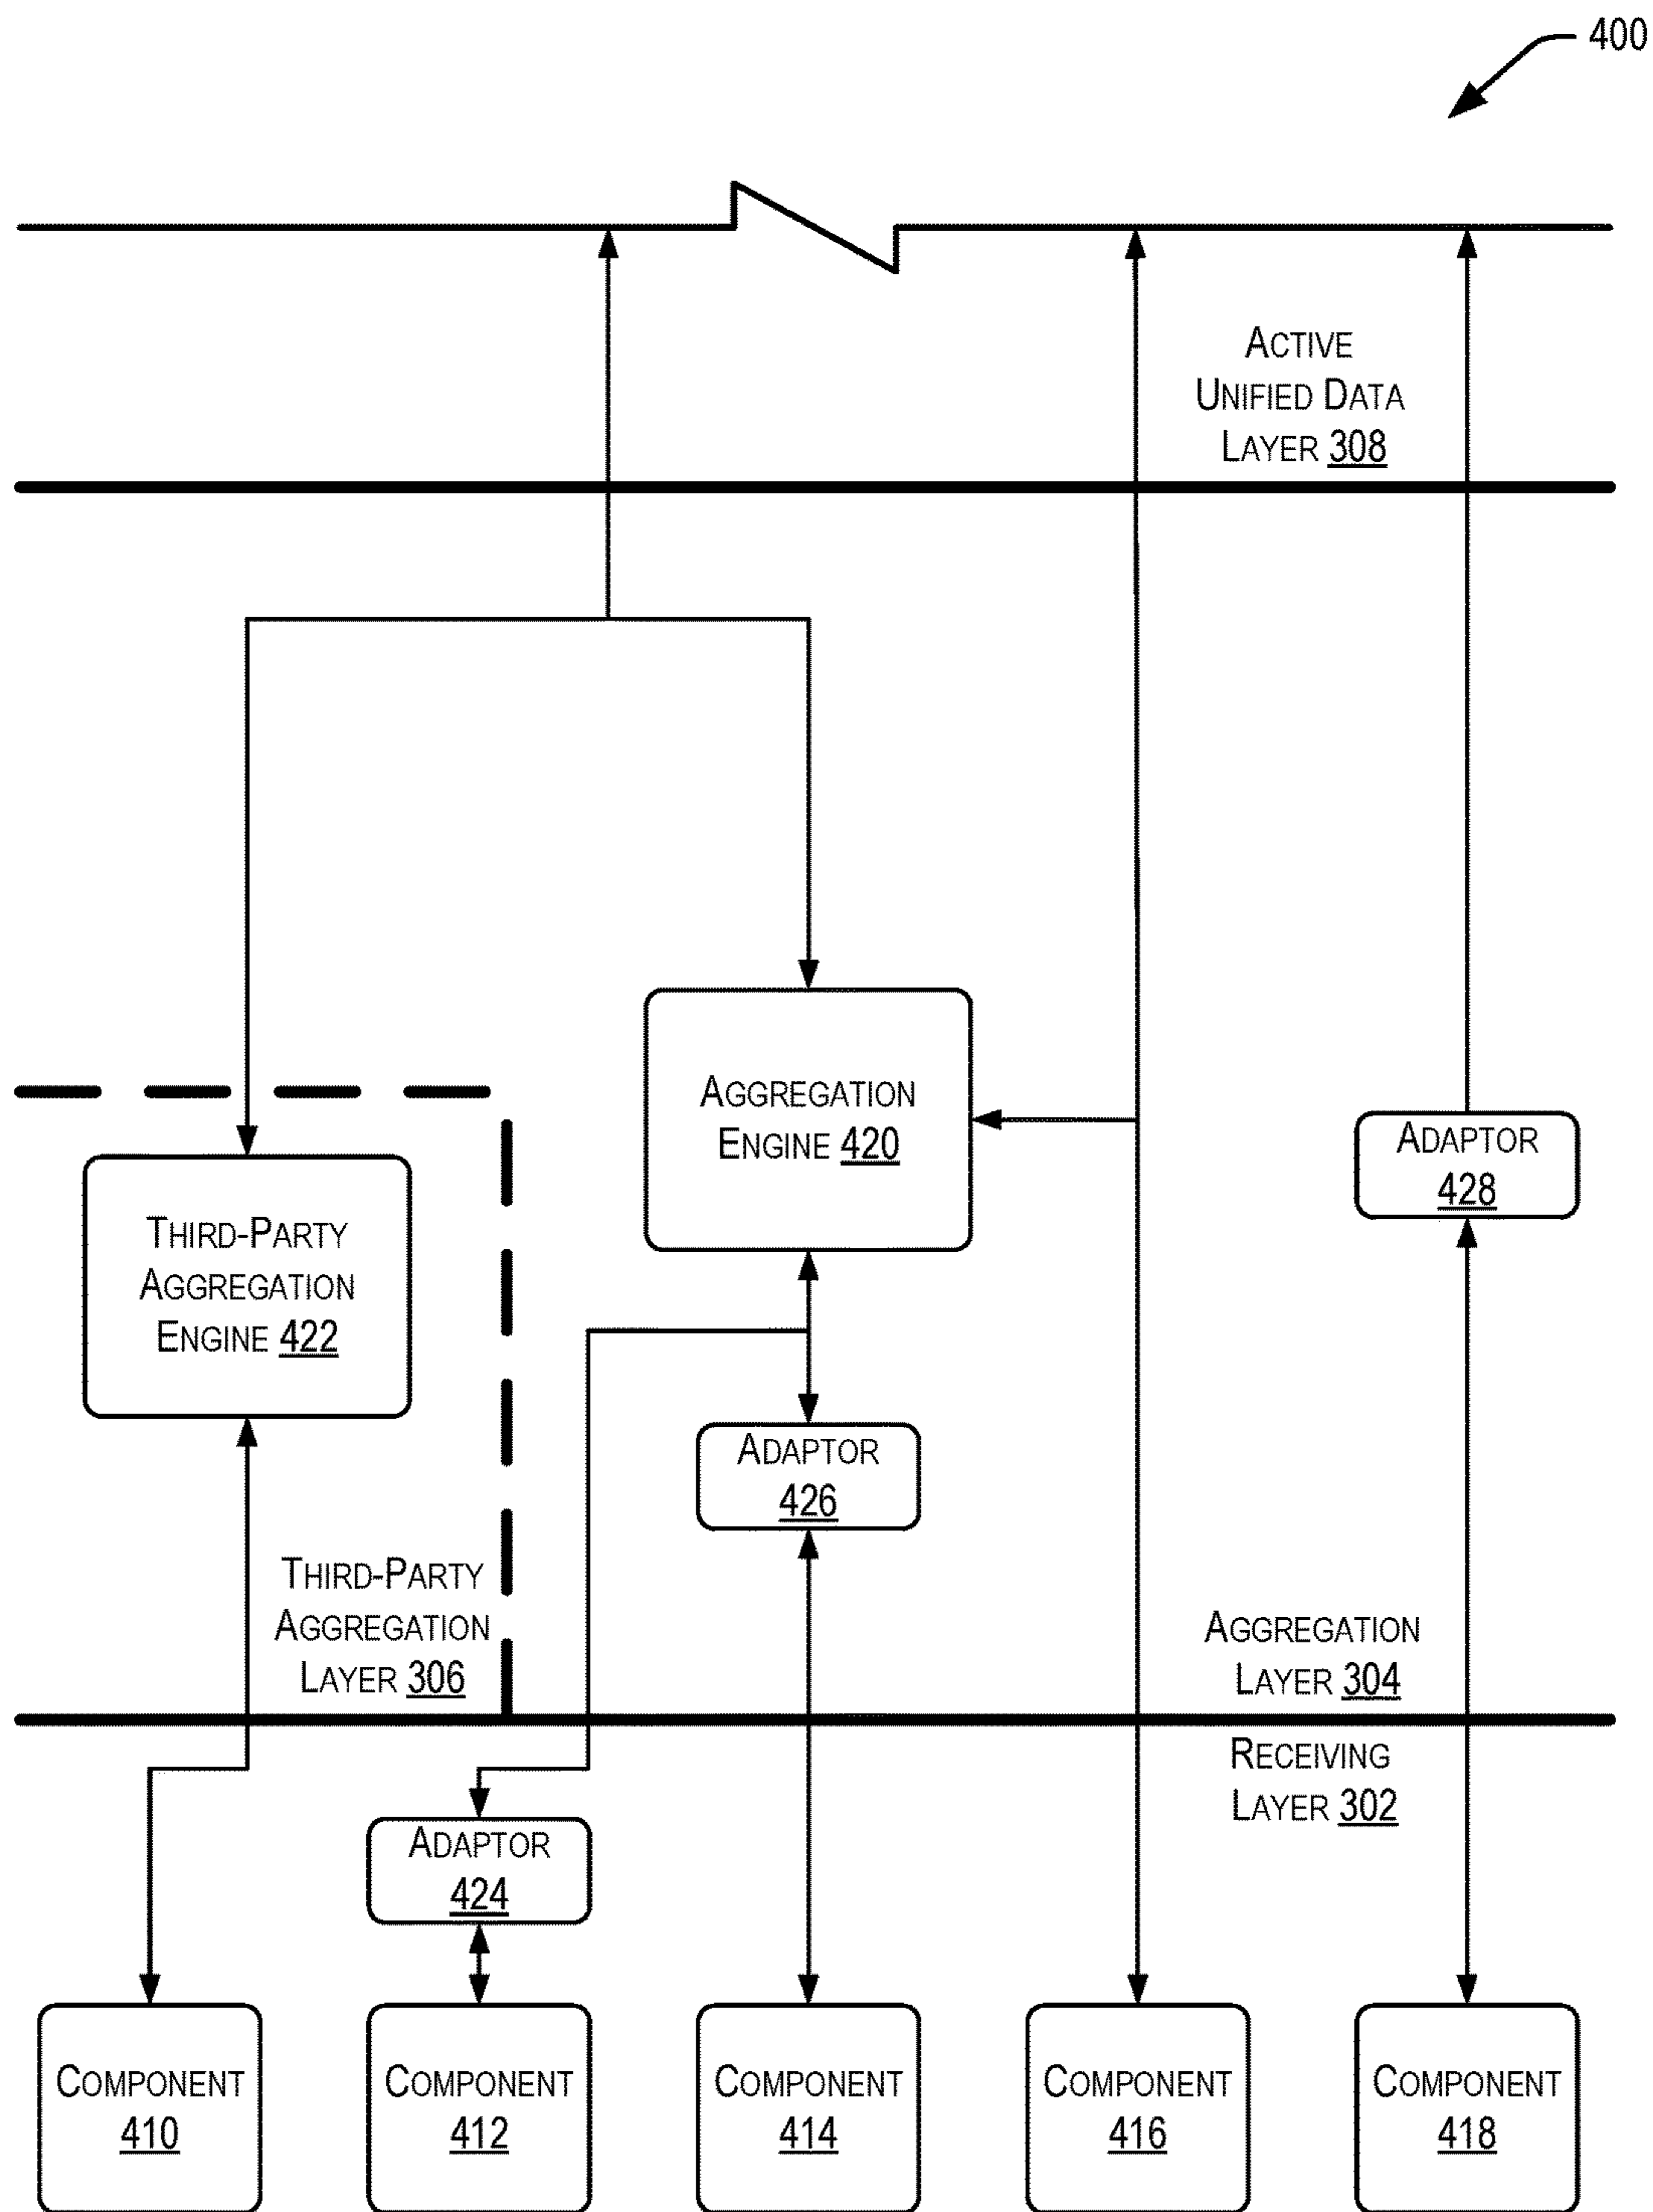 400
ACTIVE
UNIFIED DATA
LAYER 308
AGGREGATION
ENGINE 420
ADAPTOR
428
THIRD-PARTY
AGGREGATION
ENGINE 422
ADAPTOR
426
THIRD-PARTY
AGGREGATION
LAYER 306
AGGREGATION
LAYER 304
RECEIVING
LAYER 302
ADAPTOR
424
COMPONENT
410
COMPONENT
412
COMPONENT
414
COMPONENT
416
COMPONENT
418